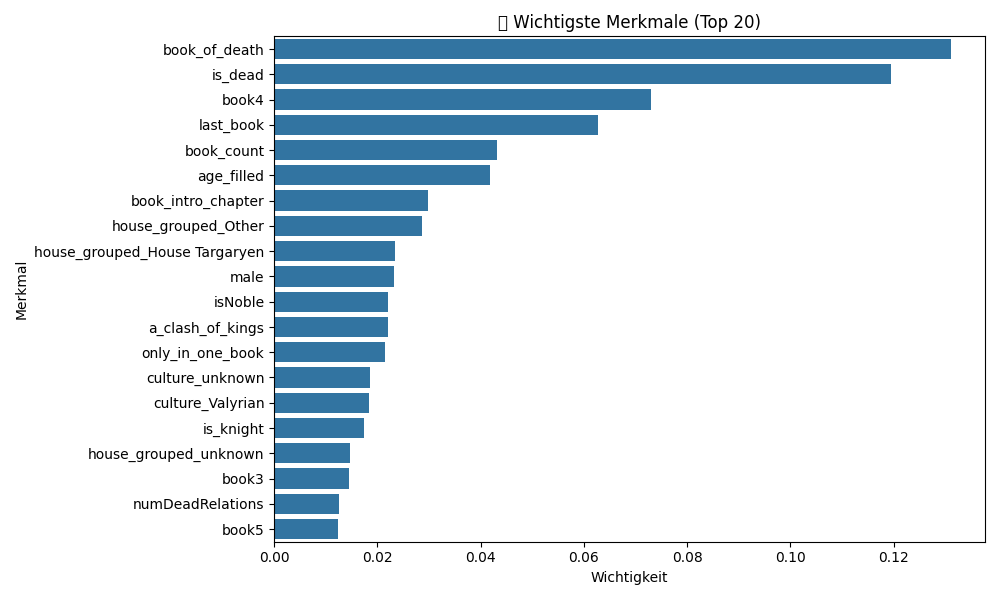 Wichtigste Merkmale (Top 20)
Merkmal
book_of_death
is_dead
book4
last_book
book_count
age_filled
book_intro_chapter
house_grouped_Other
house_grouped_House Targaryen
male
isNoble
a_clash_of_kings
only_in_one_book
culture_unknown
culture_Valyrian
is_knight
house_grouped_unknown
book3
numDeadRelations
book5
0.00 0.02 0.04 0.06 0.08 0.10 0.12
Wichtigkeit